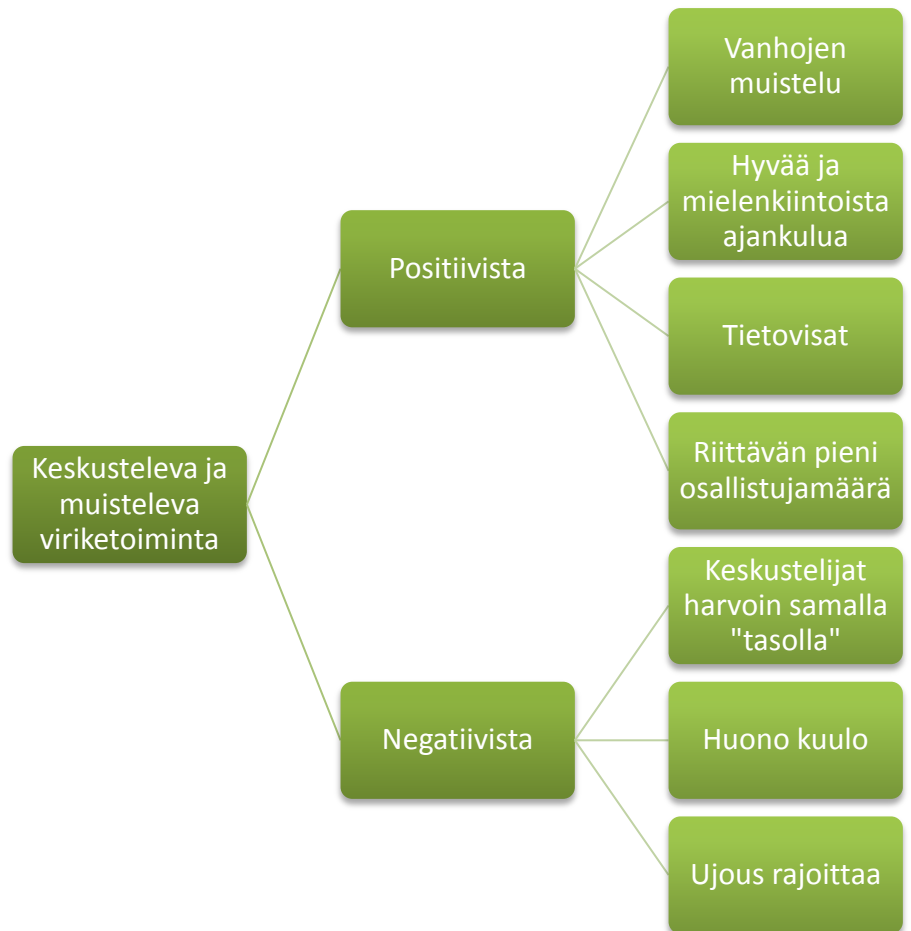 Vanhojen
muistelu
Hyvää ja
mielenkiintoista
ajankulua
Positiivista
Tietovisat
Riittävän pieni
osallistujamäärä
Keskusteleva ja
muisteleva
viriketoiminta
Keskustelijat
harvoin samalla
"tasolla"
Negatiivista
Huono kuulo
Ujous rajoittaa